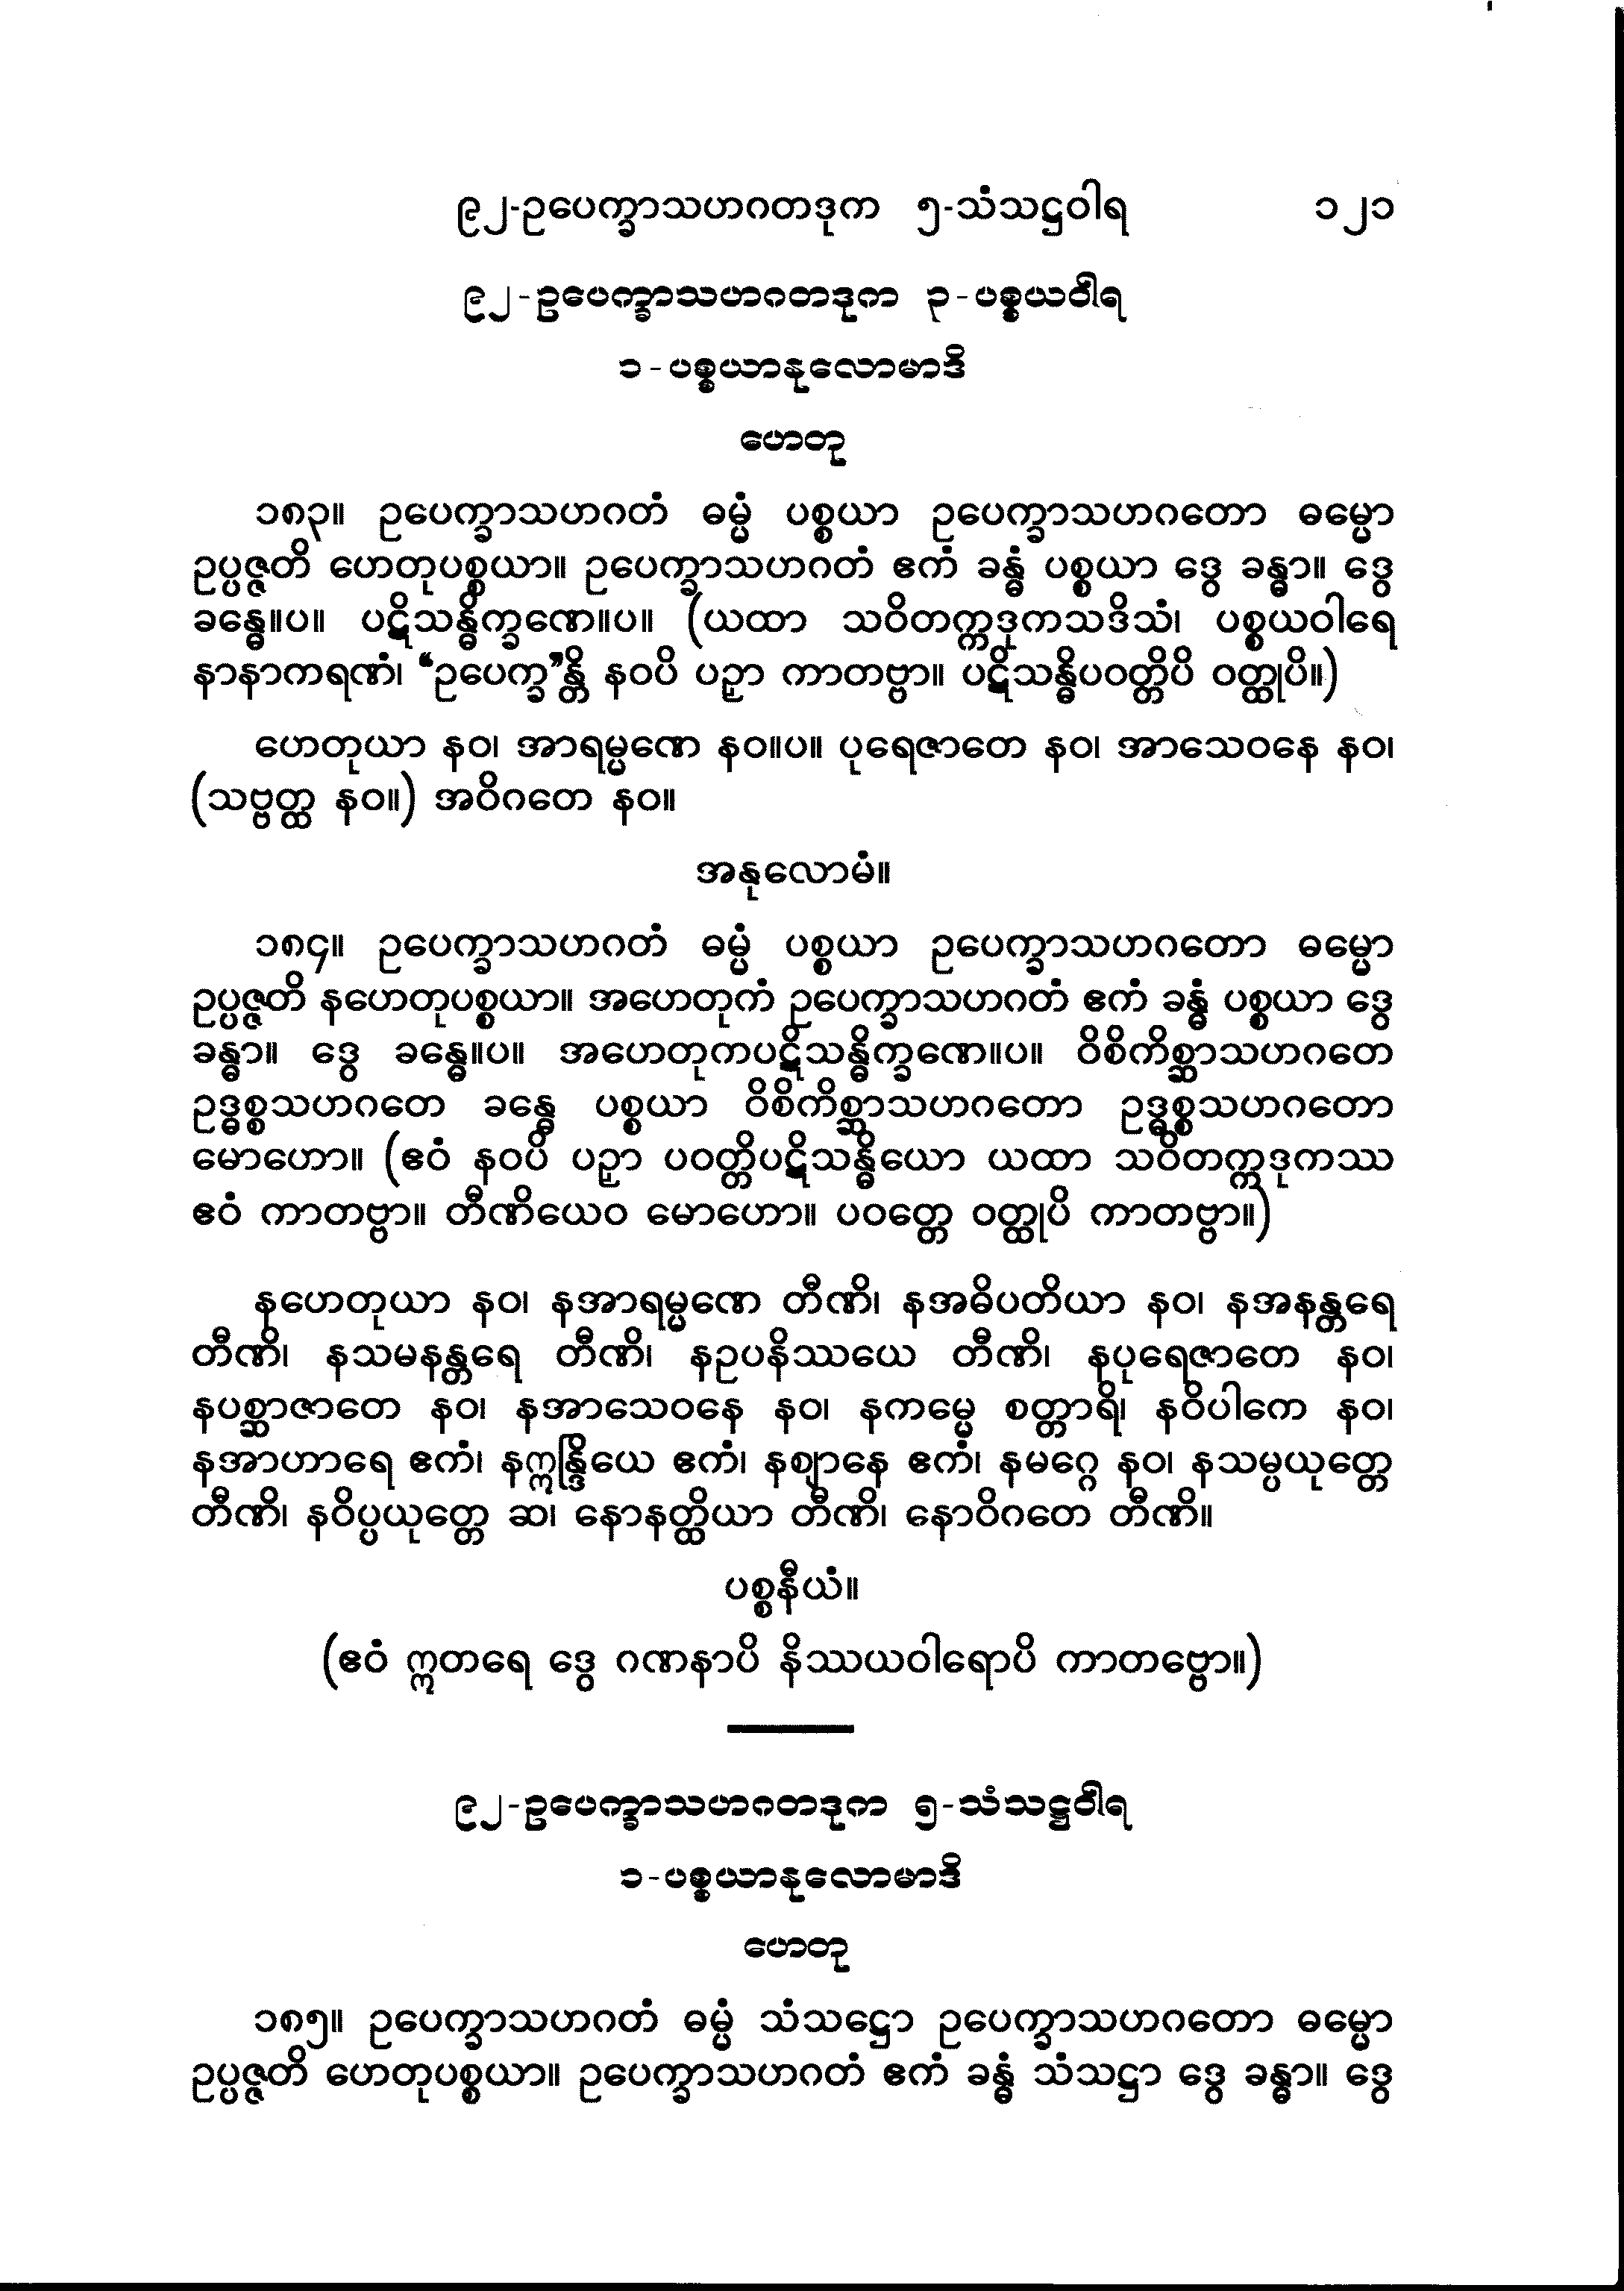 ၉၂-ဥပေက္ခာသဟဂတဒုက ၅-သံသဋ္ဌဝါရ ၁၂၁
၉၂-ဥပေက္ခာသဟဂတဒုက ၃-ပစ္စယဝါရ
၁-ပစ္စယာနုလောမာဒိ
ဟေတု
၁၈၃။ ဥပေက္ခာသဟဂတံ ဓမ္မံ ပစ္စယာ ဥပေက္ခာသဟဂတော ဓမ္မော
ဥပ္ပဇ္ဇတိ ဟေတုပစ္စယာ။ ဥပေက္ခာသဟဂတံ ဧကံ ခန္ဓံ ပစ္စယာ ဒွေ ခန္ဓာ။ ဒွေ
ခန္ဓေ။ပ။ ပဋိသန္ဓိက္ခဏေ။ပ။ (ယထာ သဝိတက္ကဒုကသဒိသံ၊ ပစ္စယဝါရေ
နာနာကရဏံ၊ “ဥပေက္ခ”န္တိ နဝပိ ပဉှာ ကာတဗ္ဗာ။ ပဋိသန္ဓိပဝတ္တိပိ ဝတ္ထုပိ။)
ဟေတုယာ နဝ၊ အာရမ္မဏေ နဝ။ပ။ ပုရေဇာတေ နဝ၊ အာသေဝနေ နဝ၊
(သဗ္ဗတ္ထ နဝ။) အဝိဂတေ နဝ။
အနုလောမံ။
၁၈၄။ ဥပေက္ခာသဟဂတံ ဓမ္မံ ပစ္စယာ ဥပေက္ခာသဟဂတော ဓမ္မော
ဥပ္ပဇ္ဇတိ နဟေတုပစ္စယာ။ အဟေတုကံ ဥပေက္ခာသဟဂတံ ဧကံ ခန္ဓံ ပစ္စယာ ဒွေ
ခန္ဓာ။ ဒွေ ခန္ဓေ။ပ။ အဟေတုကပဋိသန္ဓိက္ခဏေ။ပ။ ဝိစိကိစ္ဆာသဟဂတေ
ဥဒ္ဓစ္စသဟဂတေ ခန္ဓေ ပစ္စယာ ဝိစိကိစ္ဆာသဟဂတော ဥဒ္ဓစ္စသဟဂတော
မောဟော။ (ဧဝံ နဝပိ ပဉှာ ပဝတ္တိပဋိသန္ဓိယော ယထာ သဝိတက္ကဒုကဿ
ဧဝံ ကာတဗ္ဗာ။ တီဏိယေဝ မောဟော။ ပဝတ္တေ ဝတ္ထုပိ ကာတဗ္ဗာ။)
နဟေတုယာ နဝ၊ နအာရမ္မဏေ တီဏိ၊ နအဓိပတိယာ နဝ၊ နအနန္တရေ
တီဏိ၊ နသမနန္တရေ တီဏိ၊ နဥပနိဿယေ တီဏိ၊ နပုရေဇာတေ နဝ၊
နပစ္ဆာဇာတေ နဝ၊ နအာသေဝနေ နဝ၊ နကမ္မေ စတ္တာရိ၊ နဝိပါကေ နဝ၊
နအာဟာရေ ဧကံ၊ နဣန္ဒြိယေ ဧကံ၊ နဈာနေ ဧကံ၊ နမဂ္ဂေ နဝ၊ နသမ္ပယုတ္တေ
တီဏိ၊ နဝိပ္ပယုတ္တေ ဆ၊ နောနတ္ထိယာ တီဏိ၊ နောဝိဂတေ တီဏိ။
ပစ္စနီယံ။
(ဧဝံ ဣတရေ ဒွေ ဂဏနာပိ နိဿယဝါရောပိ ကာတဗ္ဗော။)
၉၂-ဥပေက္ခာသဟဂတဒုက ၅-သံသဋ္ဌဝါရ
၁-ပစ္စယာနုလောမာဒိ
ဟေတု
၁၈၅။ ဥပေက္ခာသဟဂတံ ဓမ္မံ သံသဋ္ဌော ဥပေက္ခာသဟဂတော ဓမ္မော
ဥပ္ပဇ္ဇတိ ဟေတုပစ္စယာ။ ဥပေက္ခာသဟဂတံ ဧကံ ခန္ဓံ သံသဋ္ဌာ ဒွေ ခန္ဓာ။ ဒွေ